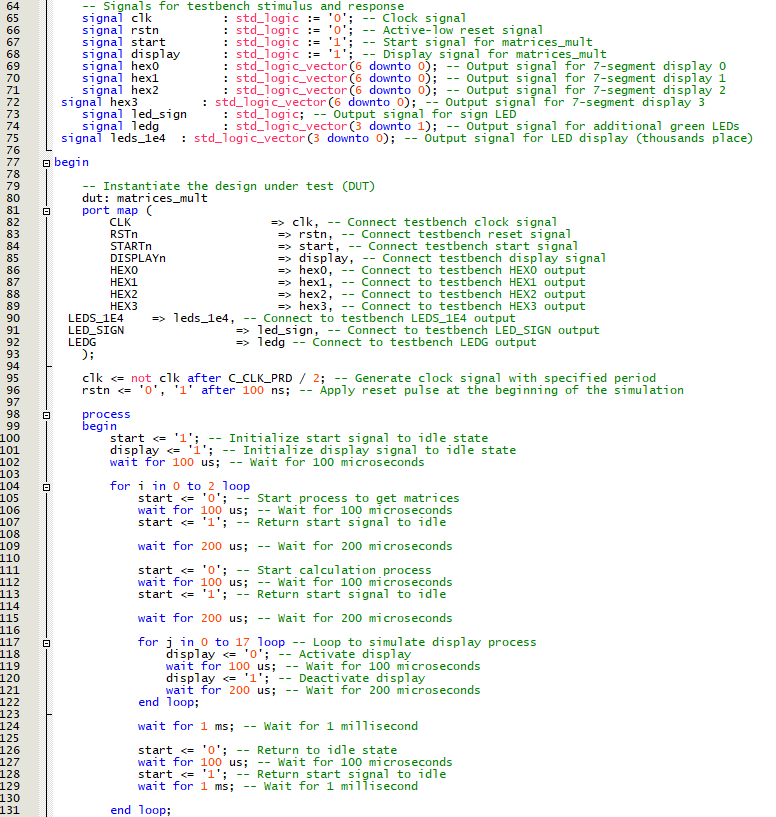 64 -- Signals for testbench stimulus and response
65 signal clk : std_logic := '0'; -- Clock signal
66 signal rstn : std_logic := '0'; -- Active-low reset signal
67 signal start : std_logic := '1'; -- Start signal for matrices_mult
68 signal display : std_logic := '1'; -- Display signal for matrices_mult
69 signal hex0 : std_logic_vector(6 downto 0); -- Output signal for 7-segment display 0
70 signal hex1 : std_logic_vector(6 downto 0); -- Output signal for 7-segment display 1
71 signal hex2 : std_logic_vector(6 downto 0); -- Output signal for 7-segment display 2
72 signal hex3 : std_logic_vector(6 downto 0); -- Output signal for 7-segment display 3
73 signal led_sign : std_logic; -- Output signal for sign LED
74 signal ledg : std_logic_vector(3 downto 1); -- Output signal for additional green LEDs
75 signal leds_1e4 : std_logic_vector(3 downto 0); -- Output signal for LED display (thousands place)
76
77 begin
78
79 -- Instantiate the design under test (DUT)
80 dut: matrices_mult
81 port map (
82 CLK => clk, -- Connect testbench clock signal
83 RSTn => rstn, -- Connect testbench reset signal
84 STARTn => start, -- Connect testbench start signal
85 DISPLAYn => display, -- Connect testbench display signal
86 HEX0 => hex0, -- Connect to testbench HEX0 output
87 HEX1 => hex1, -- Connect to testbench HEX1 output
88 HEX2 => hex2, -- Connect to testbench HEX2 output
89 HEX3 => hex3, -- Connect to testbench HEX3 output
90 LEDS_1E4 => leds_1e4, -- Connect to testbench LEDS_1E4 output
91 LED_SIGN => led_sign, -- Connect to testbench LED_SIGN output
92 LEDG => ledg -- Connect to testbench LEDG output
93 );
94
95 clk <= not clk after C_CLK_PRD / 2; -- Generate clock signal with specified period
96 rstn <= '0', '1' after 100 ns; -- Apply reset pulse at the beginning of the simulation
97
98 process
99 begin
100 start <= '1'; -- Initialize start signal to idle state
101 display <= '1'; -- Initialize display signal to idle state
102 wait for 100 us; -- Wait for 100 microseconds
103
104 for i in 0 to 2 loop
105 start <= '0'; -- Start process to get matrices
106 wait for 100 us; -- Wait for 100 microseconds
107 start <= '1'; -- Return start signal to idle
108
109 wait for 200 us; -- Wait for 200 microseconds
110
111 start <= '0'; -- Start calculation process
112 wait for 100 us; -- Wait for 100 microseconds
113 start <= '1'; -- Return start signal to idle
114
115 wait for 200 us; -- Wait for 200 microseconds
116
117 for j in 0 to 17 loop -- Loop to simulate display process
118 display <= '0'; -- Activate display
119 wait for 100 us; -- Wait for 100 microseconds
120 display <= '1'; -- Deactivate display
121 wait for 200 us; -- Wait for 200 microseconds
122 end loop;
123
124 wait for 1 ms; -- Wait for 1 millisecond
125
126 start <= '0'; -- Return to idle state
127 wait for 100 us; -- Wait for 100 microseconds
128 start <= '1'; -- Return start signal to idle
129 wait for 1 ms; -- Wait for 1 millisecond
130
131 end loop;